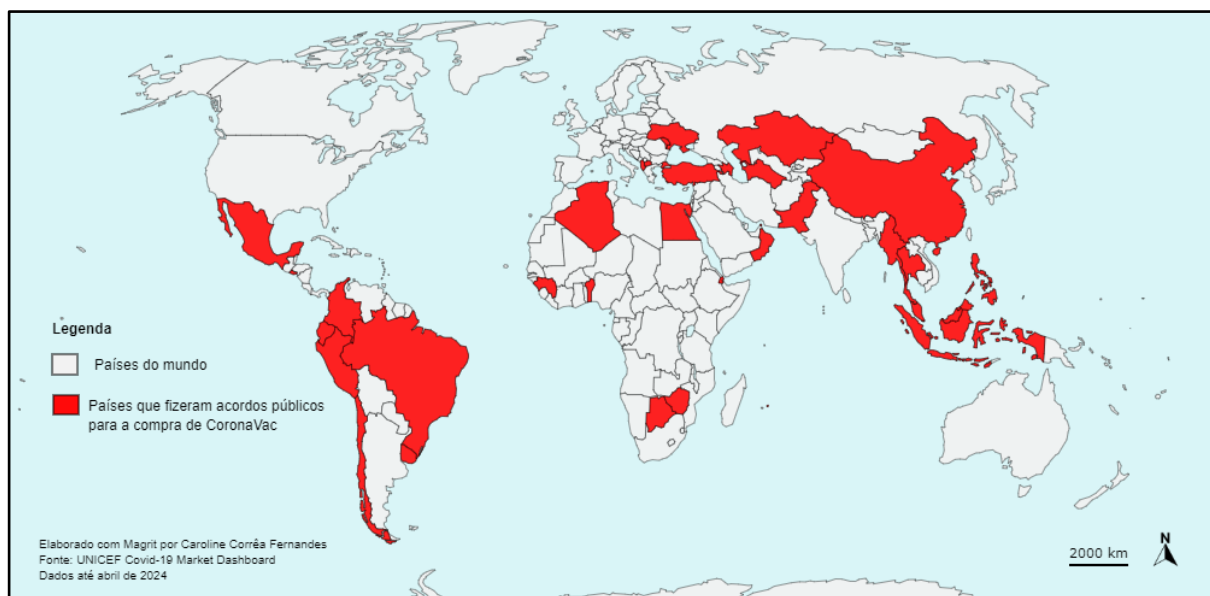 Legenda
Países do mundo
Países que fizeram acordos públicos
para a compra de CoronaVac
Elaborado com Magrit por Caroline Corrêa Fernandes
Fonte: UNICEF Covid-19 Market Dashboard
Dados até abril de 2024
2000 km
N